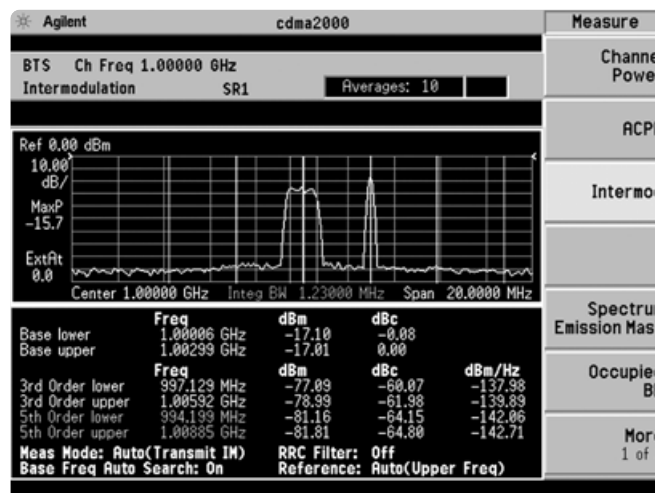 Agilent cdma2000 Measure
BTS Ch Freq 1.00000 GHz
Intermodulation SR1 Averages: 10
Channe
Powe
ACP
Intermo
Spectru
Emission Mas
Occupie
B
Mor
1 of
Ref 0.00 dBm
10.00
dB/
MaxP
-15.7
ExtAt
0.0
Center 1.00000 GHz Integ BW 1.23000 MHz Span 20.0000 MHz
Freq dBm dBc
Base lower 1.00006 GHz -17.10 -0.08
Base upper 1.00299 GHz -17.01 0.00
Freq dBm dBc dBm/Hz
3rd Order lower 997.129 MHz -77.09 -60.07 -137.98
3rd Order upper 1.00592 GHz -78.99 -61.98 -139.89
5th Order lower 994.199 MHz -81.16 -64.15 -142.06
5th Order upper 1.00885 GHz -81.81 -64.80 -142.71
Meas Mode: Auto(Transmit IM) RRC Filter: Off
Base Freq Auto Search: On Reference: Auto(Upper Freq)